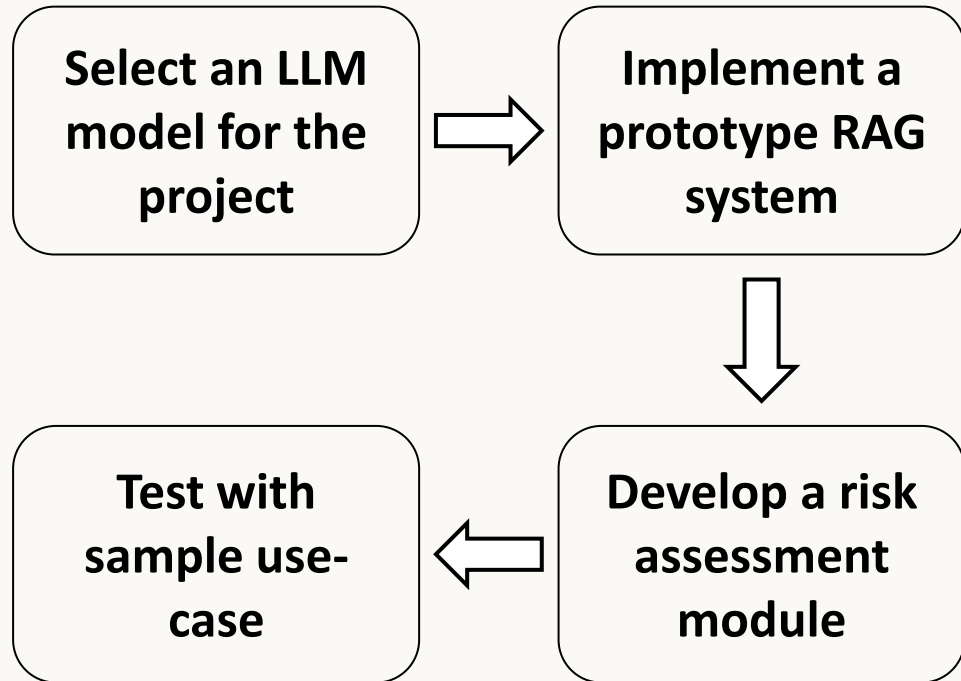 Select an LLM
model for the
project
Implement a
prototype RAG
system
Develop a risk
assessment
module
Test with
sample use-
case